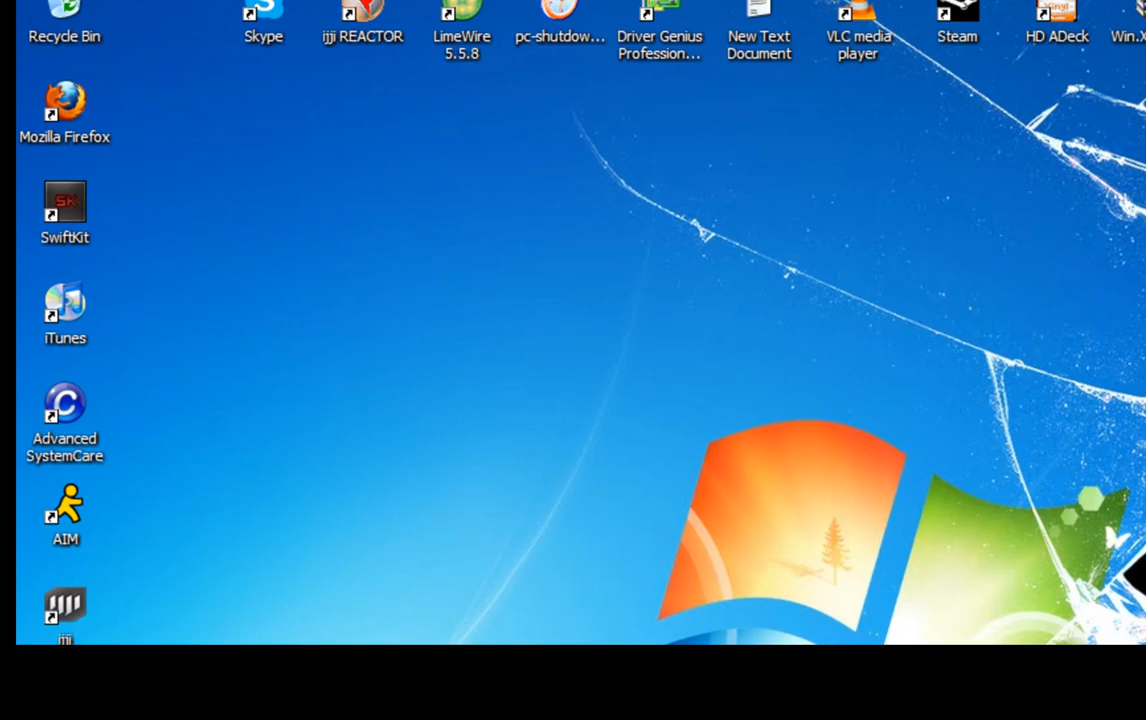 Recycle Bin
Skype
ijji REACTOR
LimeWire
5.5.8
pc-shutdow...
Driver Genius
Profession...
New Text
Document
VLC media
player
Steam
HD ADeck
Win.X
Mozilla Firefox
SK
SwiftKit
iTunes
Advanced
SystemCare
AIM
ijji